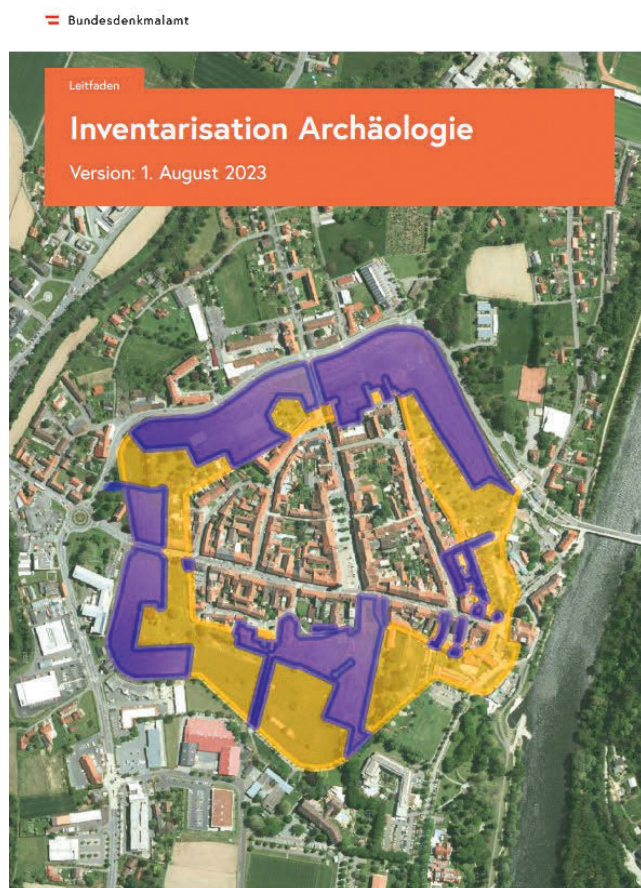 Bundesdenkmalamt
Leitfaden
Inventarisation Archäologie
Version: 1. August 2023